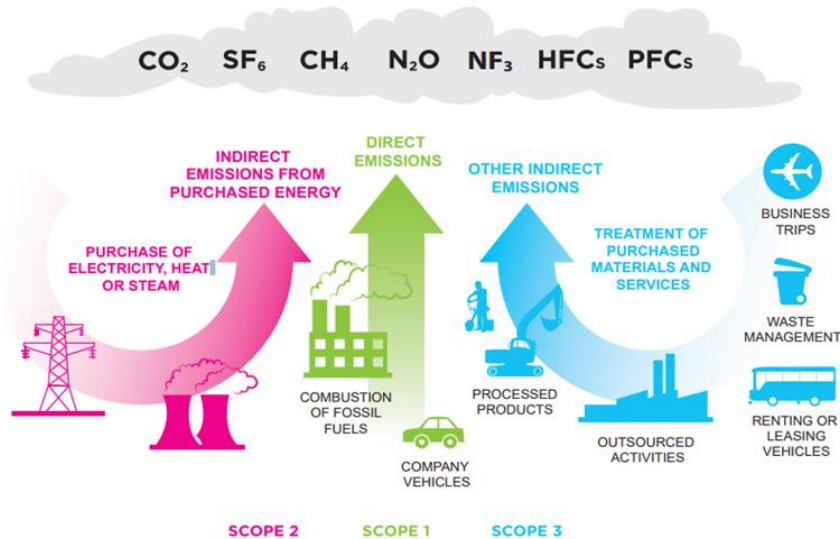 CO₂ SF₆ CH₄ N₂O NF₃ HFCs PFCs
INDIRECT
EMISSIONS FROM
PURCHASED ENERGY
DIRECT
EMISSIONS
OTHER INDIRECT
EMISSIONS
PURCHASE OF
ELECTRICITY, HEAT
OR STEAM
TREATMENT OF
PURCHASED
MATERIALS AND
SERVICES
BUSINESS
TRIPS
WASTE
MANAGEMENT
COMBUSTION
OF FOSSIL
FUELS
COMPANY
VEHICLES
PROCESSED
PRODUCTS
OUTSOURCED
ACTIVITIES
RENTING OR
LEASING
VEHICLES
SCOPE 2 SCOPE 1 SCOPE 3